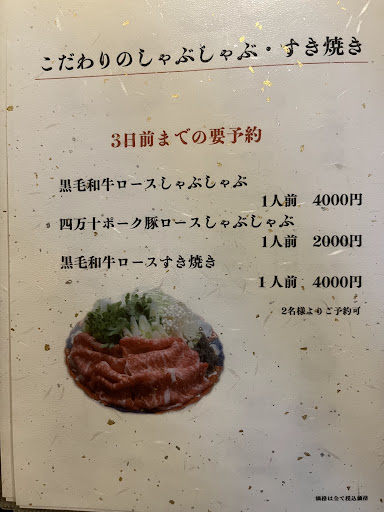 こだわりのしゃぶしゃぶ・すき焼き
3日前までの要予約
黒毛和牛ロースしゃぶしゃぶ
1人前 4000円
四万十ポーク豚ロースしゃぶしゃぶ
1人前 2000円
黒毛和牛ロースすき焼き
1人前 4000円
2名様よりご予約可
価格は全て税込価格